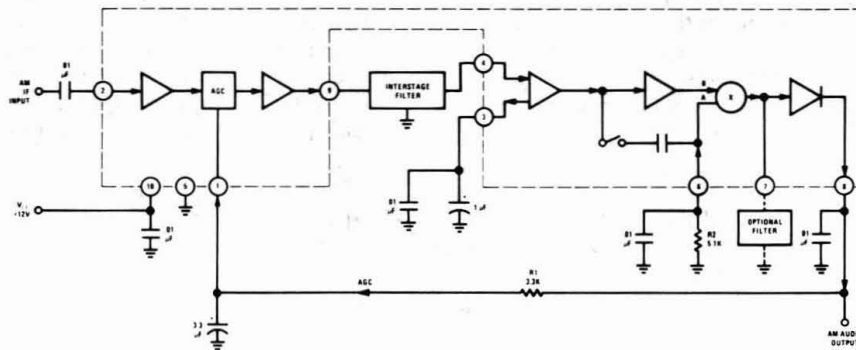 01
µF
AM
IF
INPUT
2
AGC
9
INTERSTAGE
FILTER
4
3
B
A
X
10
5
1
6
7
8
-12V
01
µF
01
µF
1 µF
01
µF
R2
5.1K
OPTIONAL
FILTER
01
µF
AGC
R1
3.3K
3.3
µF
AM AUD
OUTPUT